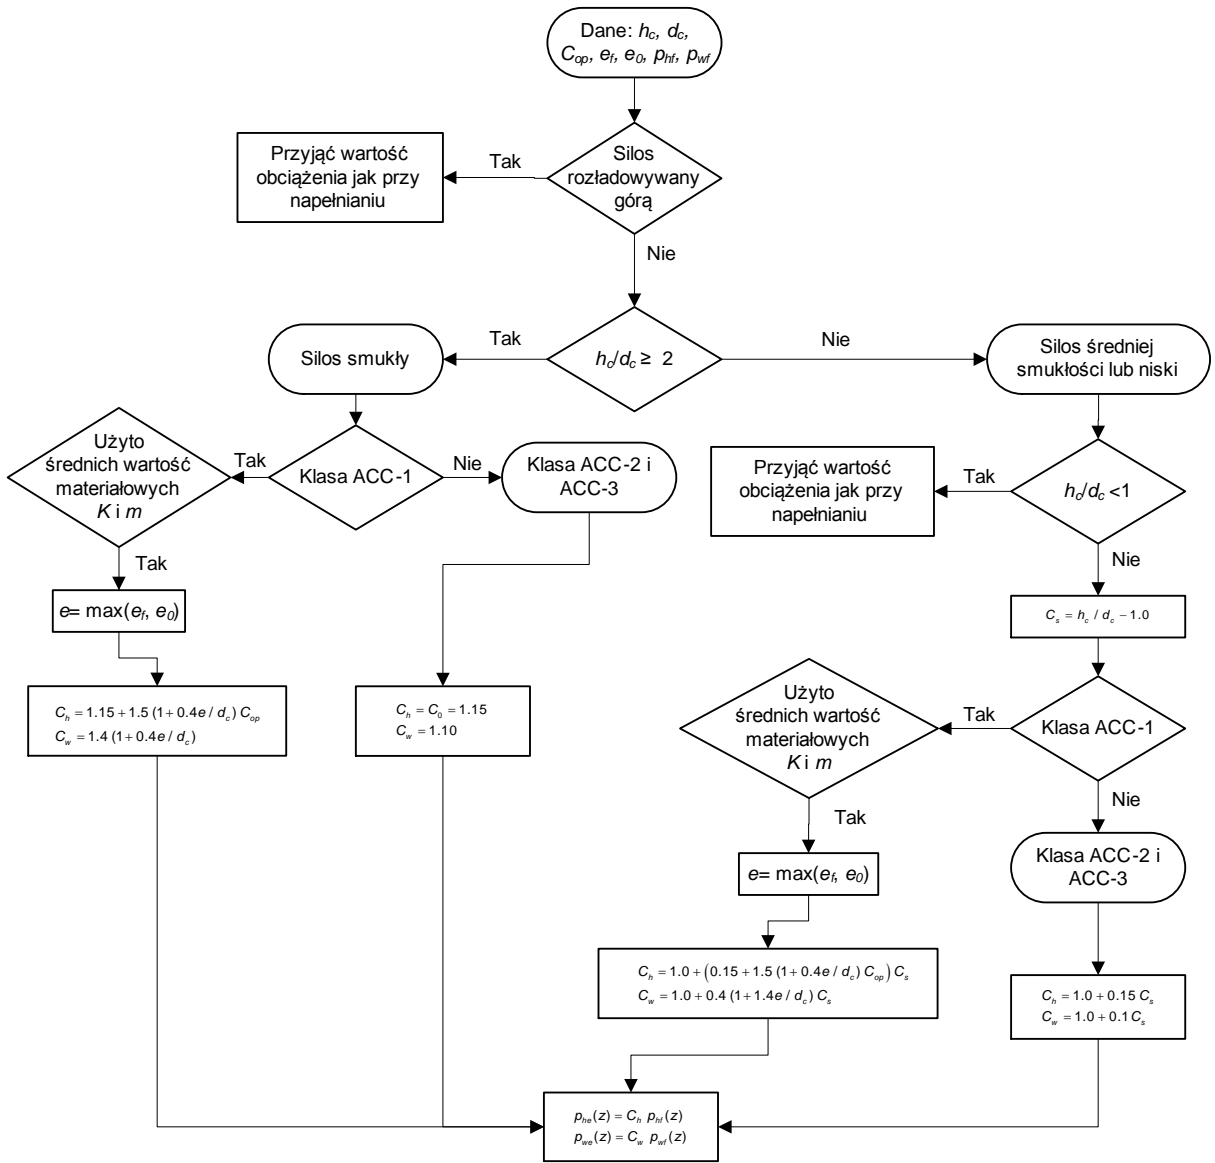 Dane: hc, dc,
Cop, ef, e0, phf, pwf
Silos
rozładowywany
górą
Tak
Przyjąć wartość
obciążenia jak przy
napełnianiu
Nie
hc/dc ≥ 2
Tak
Silos smukły
Nie
Silos średniej
smukłości lub niski
Klasa ACC-1
Tak
Użyto
średnich wartość
materiałowych
K i m
Nie
Klasa ACC-2 i
ACC-3
Tak
e= max(ef, e0)
Ch = 1.15 + 1.5 (1+ 0.4e / dc) Cop
Cw = 1.4 (1+ 0.4e / dc)
Ch = C0 = 1.15
Cw = 1.10
hc/dc <1
Tak
Przyjąć wartość
obciążenia jak przy
napełnianiu
Nie
Cs = hc / dc − 1.0
Klasa ACC-1
Tak
Użyto
średnich wartość
materiałowych
K i m
Tak
e= max(ef, e0)
Ch = 1.0 + (0.15 + 1.5 (1+ 0.4e / dc) Cop) Cs
Cw = 1.0 + 0.4 (1+ 1.4e / dc) Cs
Nie
Klasa ACC-2 i
ACC-3
Ch = 1.0 + 0.15 Cs
Cw = 1.0 + 0.1 Cs
phe(z) = Ch phf(z)
pwe(z) = Cw pwf(z)